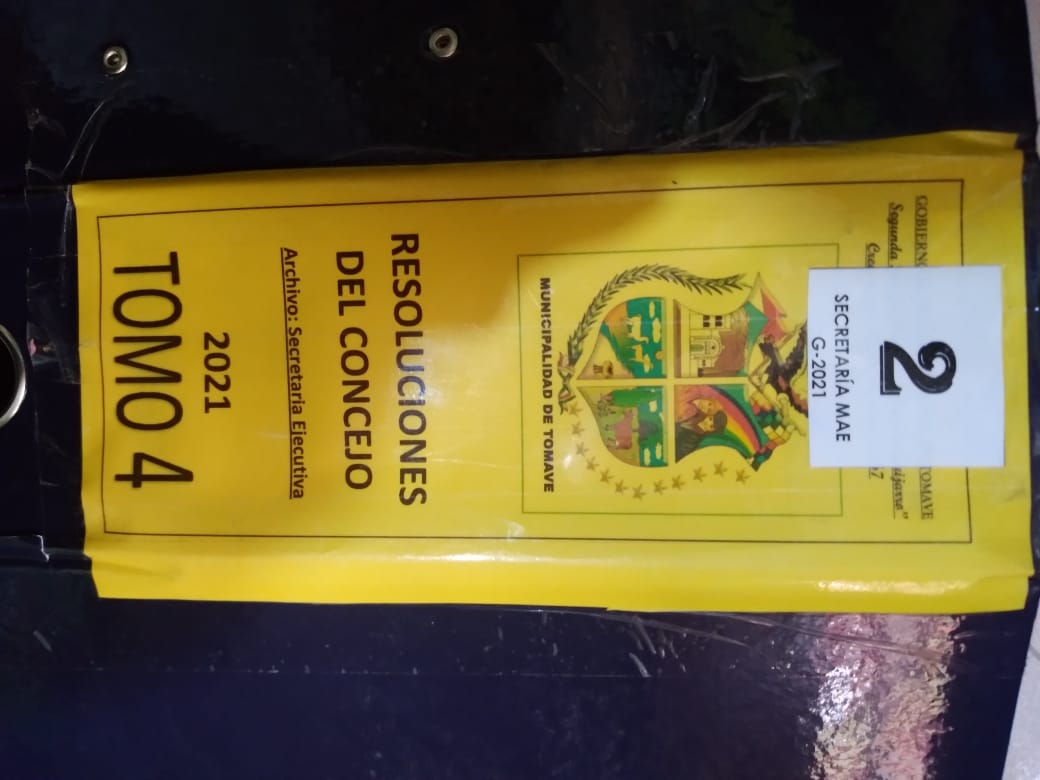 2
SECRETARÍA MAE
G-2021
GOBIERNO TOMAVE
Segunda
MUNICIPALIDAD DE TOMAVE
RESOLUCIONES
DEL CONCEJO
Archivo: Secretaria Ejecutiva
2021
TOMO 4